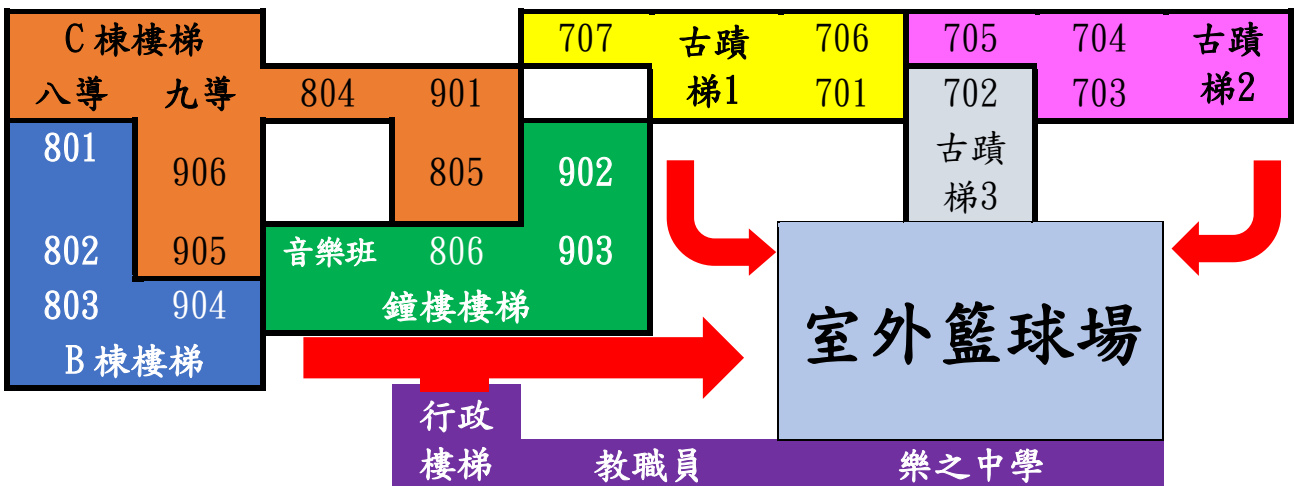 C棟樓梯
707
古蹟
梯1
706
705
704
古蹟
梯2
八導
九導
804
901
701
702
703
801
906
805
902
古蹟
梯3
802
905
音樂班
806
903
803
904
鐘樓樓梯
室外籃球場
B棟樓梯
行政
樓梯
教職員
樂之中學